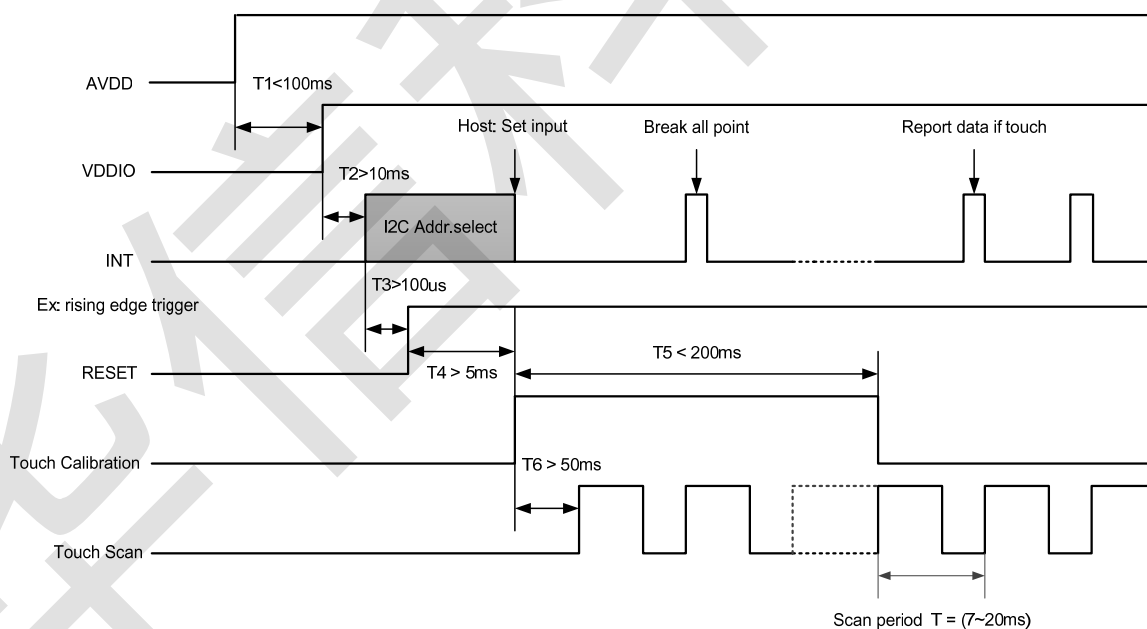 AVDD
T1<100ms
Host: Set input
Break all point
Report data if touch
VDDIO
T2>10ms
I2C Addr.select
INT
T3>100us
Ex: rising edge trigger
T5 < 200ms
RESET
T4 > 5ms
Touch Calibration
T6 > 50ms
Touch Scan
Scan period T = (7~20ms)